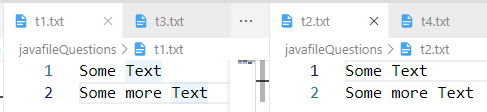 t1.txt t3.txt
javafileQuestions > t1.txt
1 Some Text
2 Some more Text
t2.txt t4.txt
javafileQuestions > t2.txt
1 Some Text
2 Some more Text